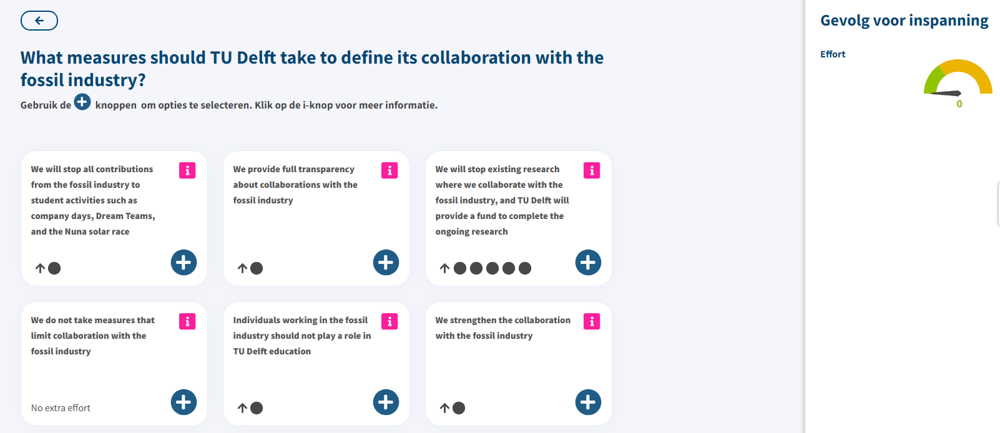 Gevolg voor inspanning
Effort
0
What measures should TU Delft take to define its collaboration with the
fossil industry?
Gebruik de knoppen om opties te selecteren. Klik op de i-knop voor meer informatie.
We will stop all contributions
from the fossil industry to
student activities such as
company days, Dream Teams,
and the Nuna solar race
We provide full transparency
about collaborations with the
fossil industry
We will stop existing research
where we collaborate with the
fossil industry, and TU Delft will
provide a fund to complete the
ongoing research
We do not take measures that
limit collaboration with the
fossil industry
No extra effort
Individuals working in the fossil
industry should not play a role in
TU Delft education
We strengthen the collaboration
with the fossil industry